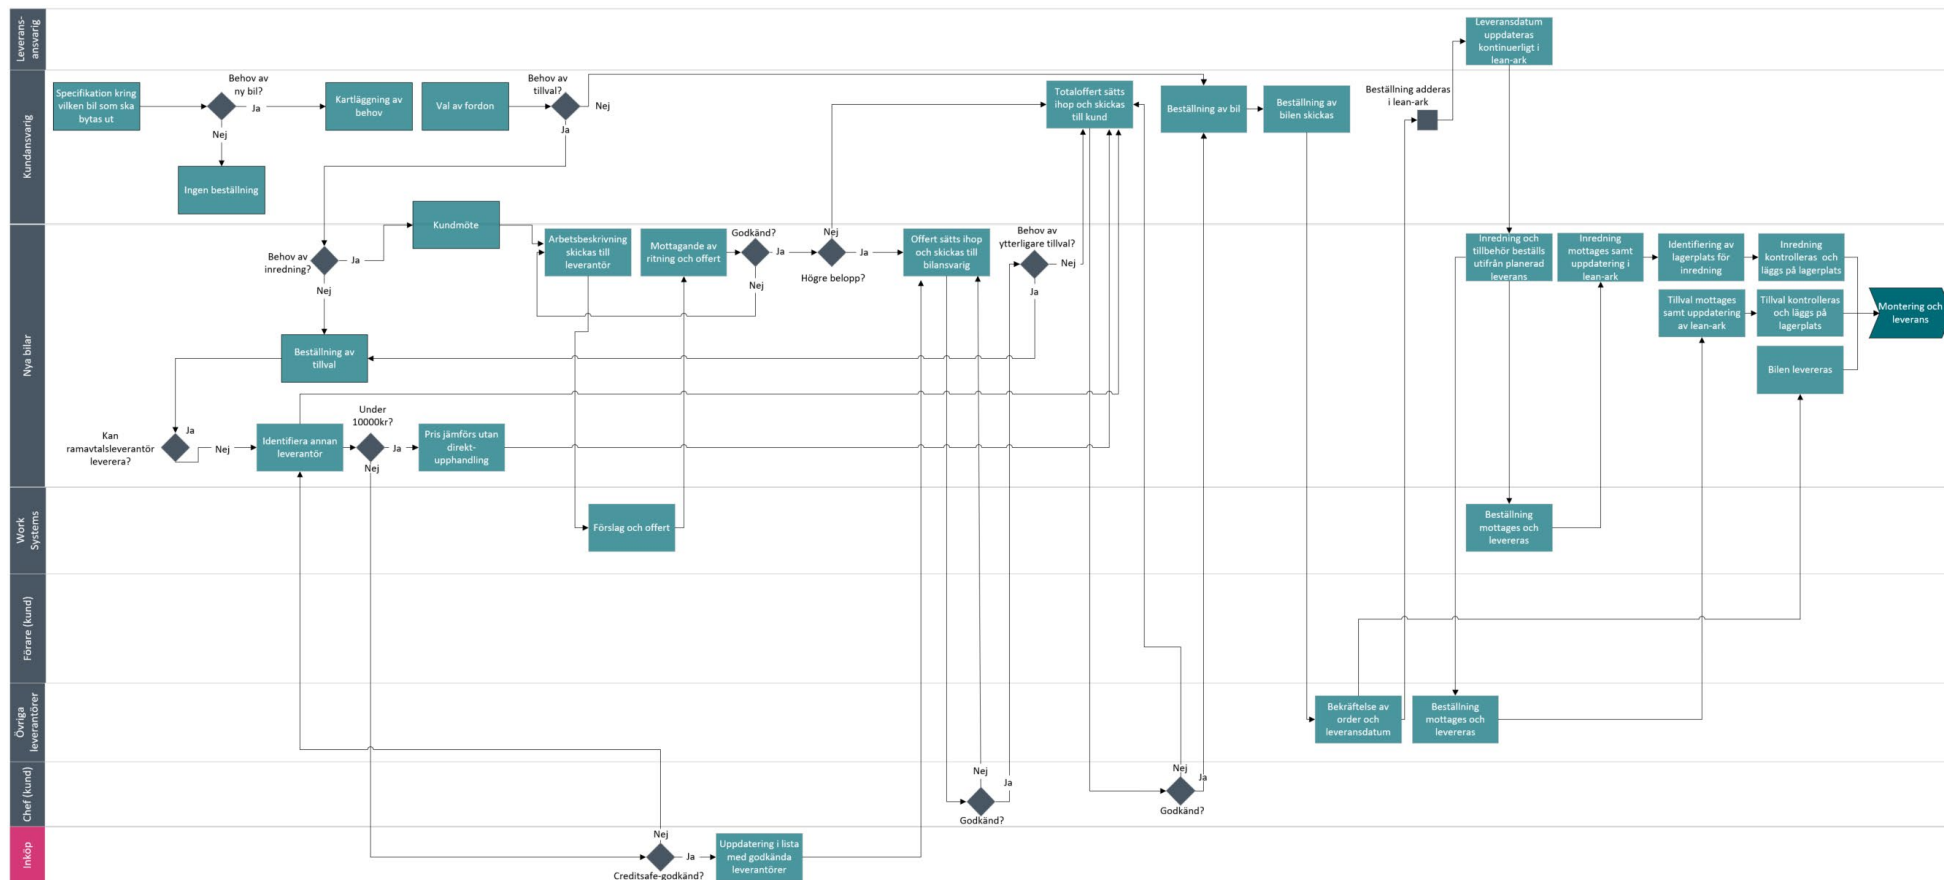 Leverans-
ansvarig
Leveransdatum
uppdateras
kontinuerligt i
lean-ark
Kundansvarig
Specifikation kring
vilken bil som ska
bytas ut
Behov av
ny bil?
Ja
Nej
Ingen beställning
Kartläggning av
behov
Val av fordon
Behov av
tillval?
Nej
Ja
Totaloffert sätts
ihop och skickas
till kund
Beställning av bil
Beställning av
bilen skickas
Beställning adderas
i lean-ark
Kundmöte
Nya bilar
Behov av
inredning?
Ja
Nej
Arbetsbeskrivning
skickas till
leverantör
Mottagande av
ritning och offert
Godkänd?
Ja
Nej
Nej
Högre belopp?
Ja
Offert sätts ihop
och skickas till
bilansvarig
Behov av
ytterligare tillval?
Nej
Ja
Inredning och
tillbehör beställs
utifrån planerad
leverans
Inredning
mottages samt
uppdatering i
lean-ark
Identifiering av
lagerplats för
inredning
Inredning
kontrolleras och
läggs på lagerplats
Tillval mottages
samt uppdatering
av lean-ark
Tillval kontrolleras
och läggs på
lagerplats
Montering och
leverans
Bilen levereras
Beställning av
tillval
Kan
ramavtalsleverantör
leverera?
Ja
Nej
Identifiera annan
leverantör
Under
10000kr?
Ja
Nej
Pris jämförs utan
direkt-
upphandling
Work
Systems
Förslag och offert
Beställning
mottages och
levereras
Förare (kund)
Övriga
leverantörer
Bekräftelse av
order och
leveransdatum
Beställning
mottages och
levereras
Chef (kund)
Nej
Ja
Godkänd?
Nej
Ja
Godkänd?
Inköp
Nej
Ja
Creditsafe-godkänd?
Uppdatering i lista
med godkända
leverantörer